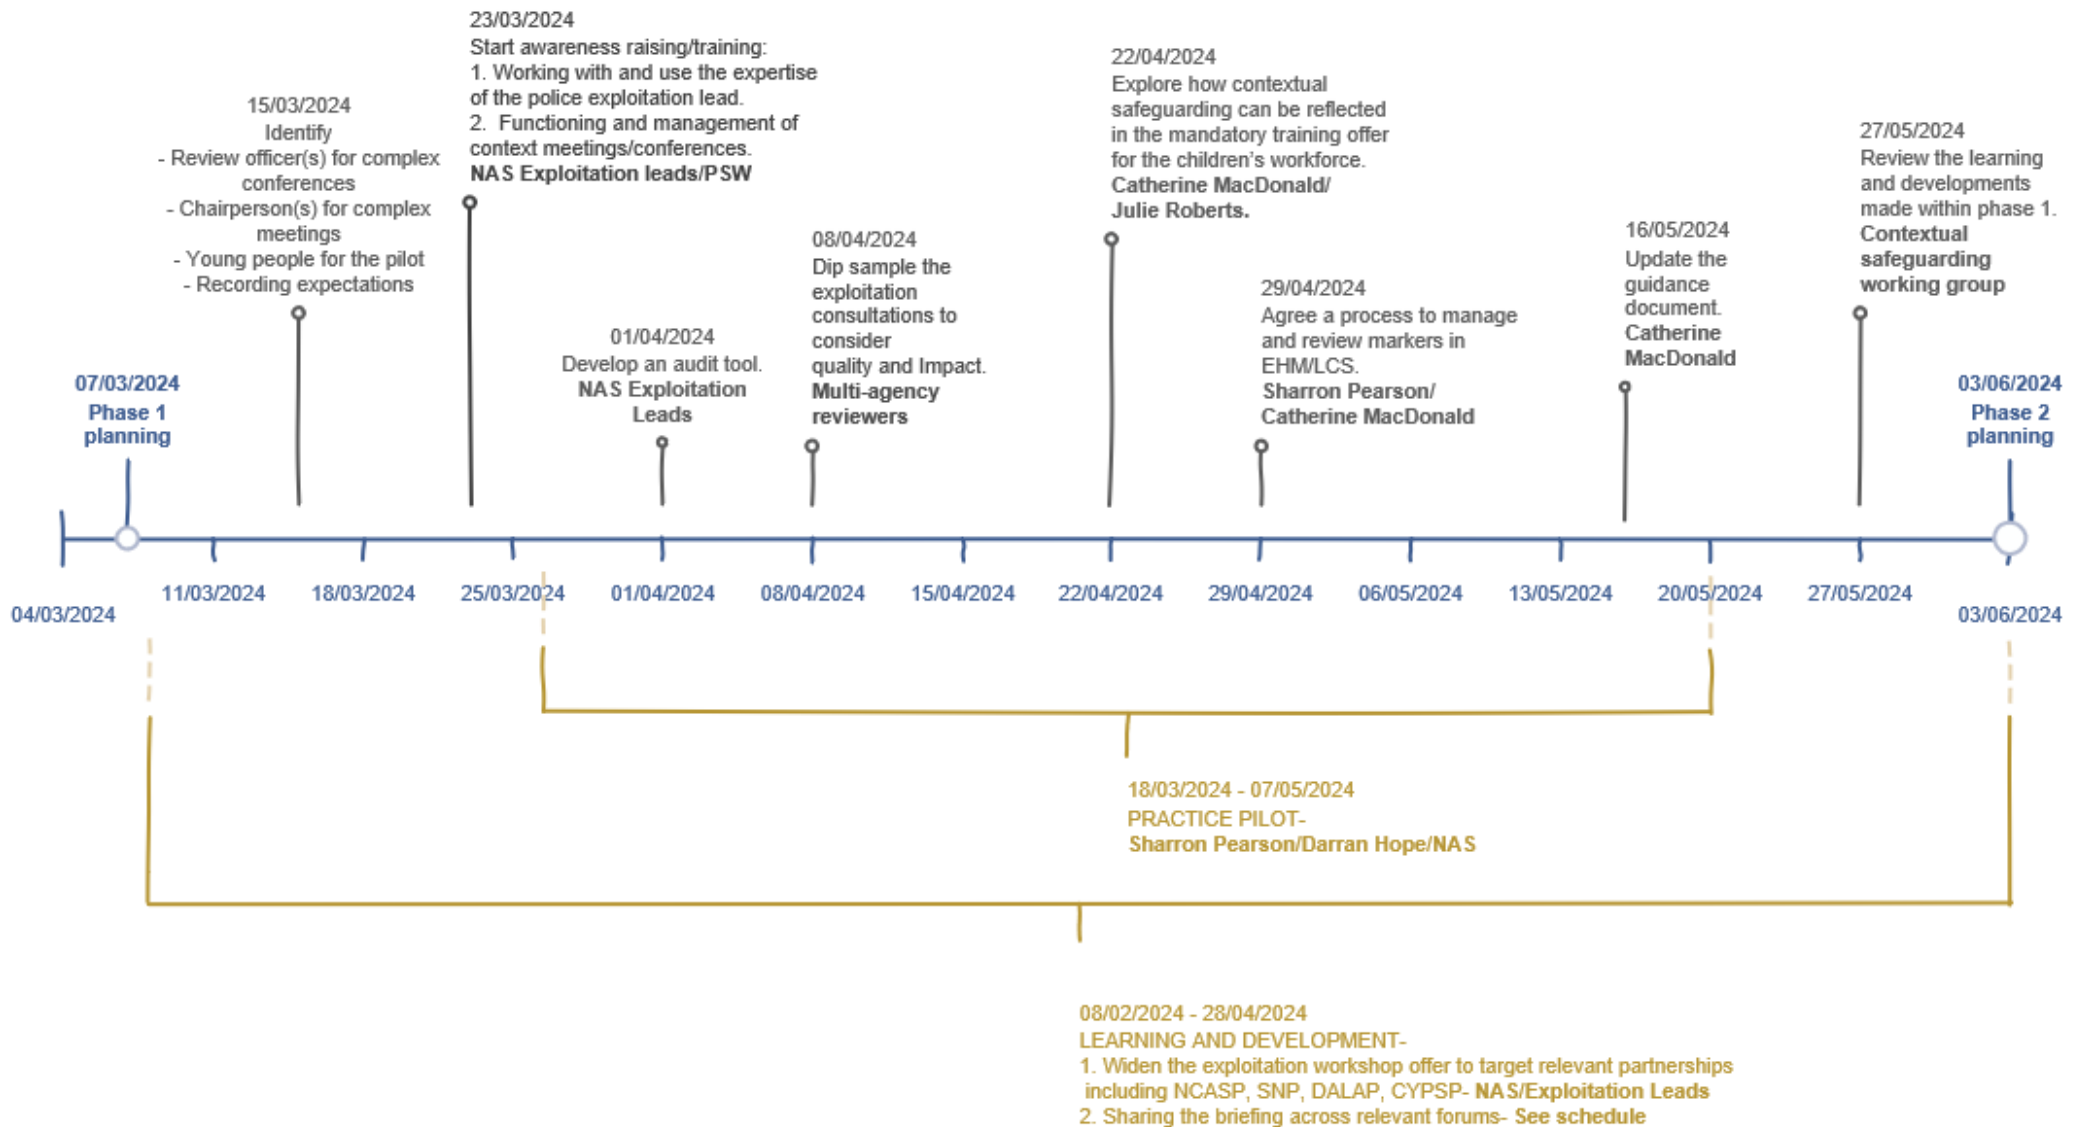 23/03/2024
Start awareness raising/training:
1. Working with and use the expertise
of the police exploitation lead.
2.  Functioning and management of
context meetings/conferences.
NAS Exploitation leads/PSW
15/03/2024
Identify
- Review officer(s) for complex
conferences
- Chairperson(s) for complex
meetings
- Young people for the pilot
- Recording expectations
22/04/2024
Explore how contextual
safeguarding can be reflected
in the mandatory training offer
for the children's workforce.
Catherine MacDonald/
Julie Roberts.
27/05/2024
Review the learning
and developments
made within phase 1.
Contextual
safeguarding
working group
08/04/2024
Dip sample the
exploitation
consultations to
consider
quality and Impact.
Multi-agency
reviewers
16/05/2024
Update the
guidance
document.
Catherine
MacDonald
29/04/2024
Agree a process to manage
and review markers in
EHM/LCS.
Sharron Pearson/
Catherine MacDonald
01/04/2024
Develop an audit tool.
NAS Exploitation
Leads
07/03/2024
Phase 1
planning
03/06/2024
Phase 2
planning
04/03/2024
11/03/2024
18/03/2024
25/03/2024
01/04/2024
08/04/2024
15/04/2024
22/04/2024
29/04/2024
06/05/2024
13/05/2024
20/05/2024
27/05/2024
03/06/2024
18/03/2024 - 07/05/2024
PRACTICE PILOT-
Sharron Pearson/Darran Hope/NAS
08/02/2024 - 28/04/2024
LEARNING AND DEVELOPMENT-
1. Widen the exploitation workshop offer to target relevant partnerships
including NCASP, SNP, DALAP, CYPSP- NAS/Exploitation Leads
2. Sharing the briefing across relevant forums- See schedule